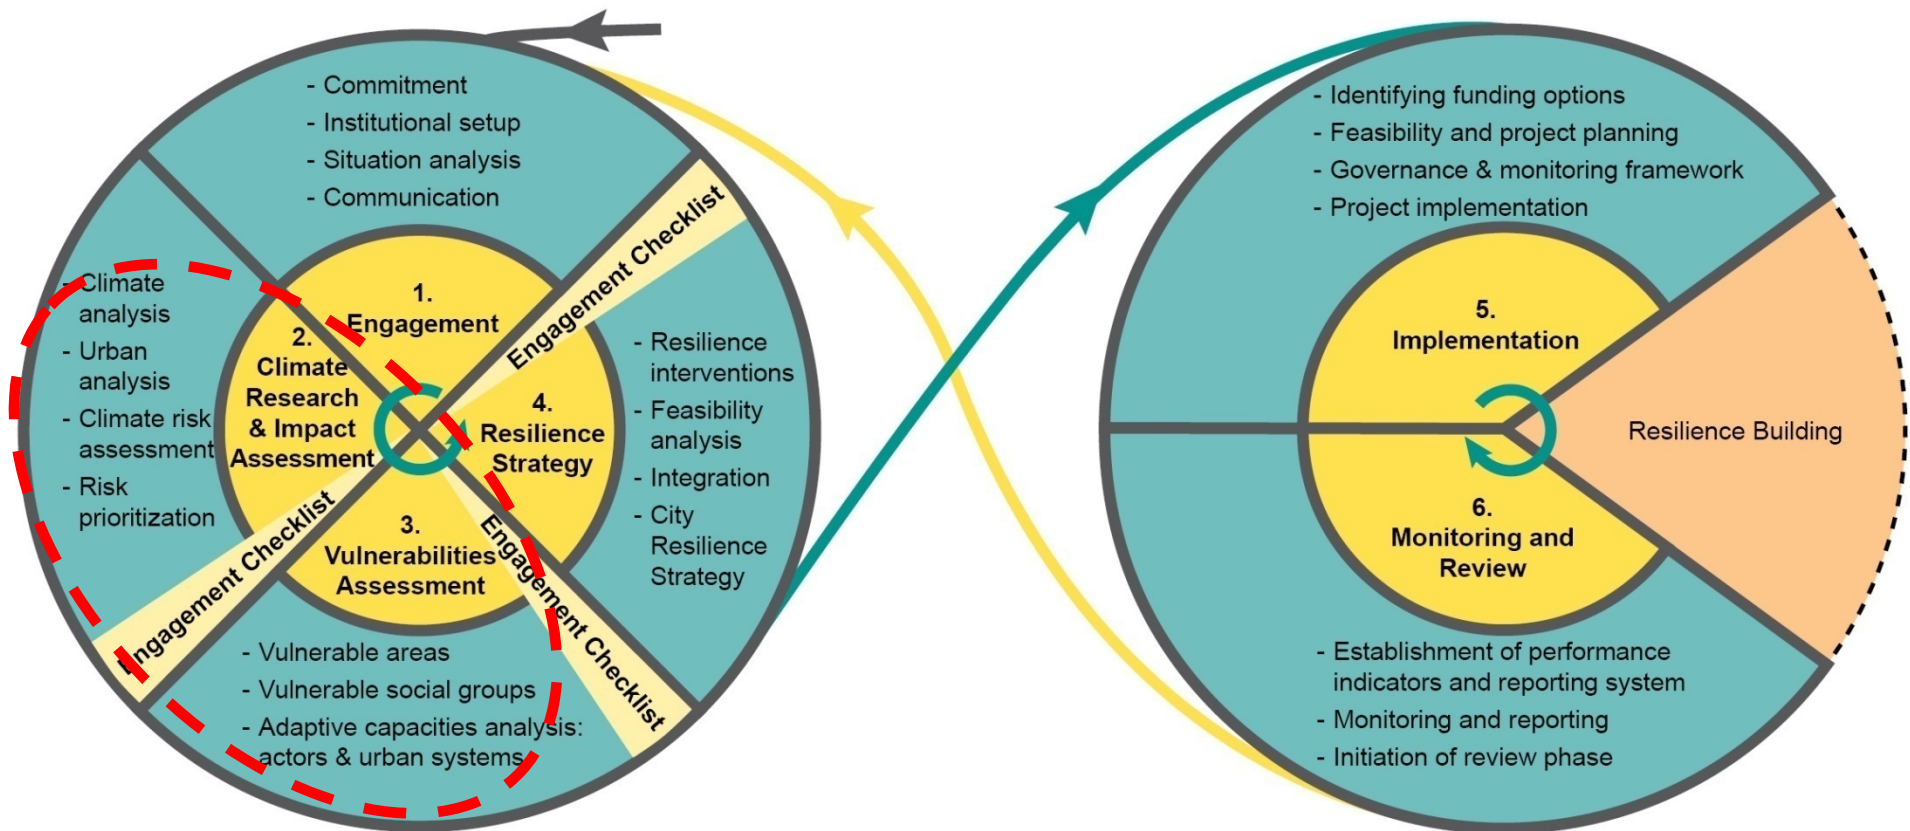 - Commitment
- Institutional setup
- Situation analysis
- Communication
1.
Engagement
Engagement Checklist
- Climate
analysis
- Urban
analysis
- Climate risk
assessment
- Risk
prioritization
2.
Climate
Research
& Impact
Assessment
Engagement Checklist
3.
Vulnerabilities
Assessment
- Vulnerable areas
- Vulnerable social groups
- Adaptive capacities analysis:
actors & urban systems
Engagement Checklist
4.
Resilience
Strategy
- Resilience
interventions
- Feasibility
analysis
- Integration
- City
Resilience
Strategy
- Identifying funding options
- Feasibility and project planning
- Governance & monitoring framework
- Project implementation
5.
Implementation
Resilience Building
6.
Monitoring and
Review
- Establishment of performance
indicators and reporting system
- Monitoring and reporting
- Initiation of review phase